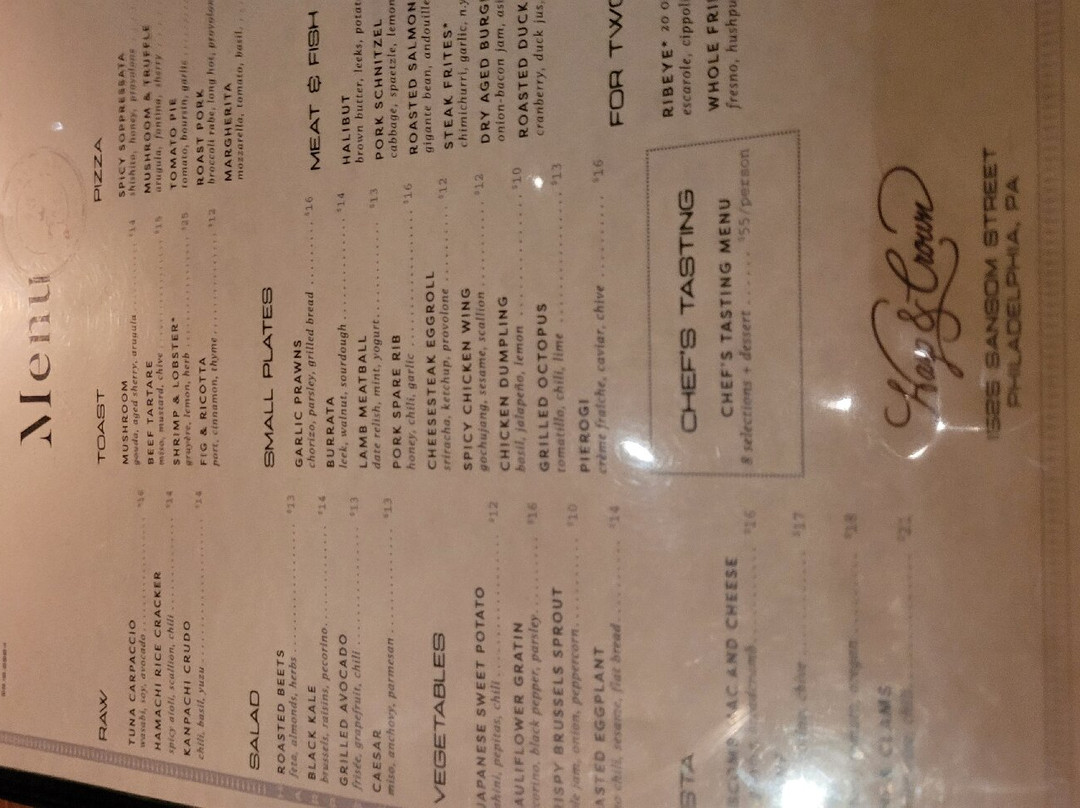 Menu
RAW
TUNA CARPACCIO
wasabi, soy, avocado $16
HAMACHI RICE CRACKER
spicy aioli, scallion, chili $14
KANPACHI CRUDO
chili, basil, yuzu $14
SALAD
ROASTED BEETS
feta, almonds, herbs $13
BLACK KALE
brussels, raisins, pecorino $14
GRILLED AVOCADO
frisée, grapefruit, chili $13
CAESAR
miso, anchovy, parmesan $13
VEGETABLES
JAPANESE SWEET POTATO
pepitas, chili $12
GRATIN
black pepper, parsley $16
BRUSSELS SPROUT
jam, onion, peppercorn $10
EGGPLANT
chili, sesame, flat bread $14
MAC AND CHEESE
$16
chive $17
$18
CLAMS
$21
TOAST
MUSHROOM
gouda, aged sherry, arugula $14
BEEF TARTARE
miso, mustard, chive $15
SHRIMP & LOBSTER*
gruyère, lemon, herb $25
FIG & RICOTTA
port, cinnamon, thyme $12
SMALL PLATES
GARLIC PRAWNS
chorizo, parsley, grilled bread $16
BURRATA
leek, walnut, sourdough $14
LAMB MEATBALL
date relish, mint, yogurt $13
PORK SPARE RIB
honey, chili, garlic $16
CHEESESTEAK EGGROLL
sriracha, ketchup, provolone $12
SPICY CHICKEN WING
gochujang, sesame, scallion $12
CHICKEN DUMPLING
basil, jalapeño, lemon $10
GRILLED OCTOPUS
tomatillo, chili, lime $13
PIEROGI
crème fraîche, caviar, chive $16
CHEF'S TASTING
CHEF'S TASTING MENU
8 selections + dessert $55/person
PIZZA
SPICY SOPPRESSATA
shishito, honey, provolone
MUSHROOM & TRUFFLE
arugula, fontina, sherry
TOMATO PIE
tomato, boursin, garlic
ROAST PORK
broccoli rabe, long hot, provolon
MARGHERITA
mozzarella, tomato, basil,
MEAT & FISH
HALIBUT
brown butter, leeks, potat
PORK SCHNITZEL
cabbage, spaetzle, lemon
ROASTED SALMON
gigante bean, andouille
STEAK FRITES*
chimichurri, garlic, n.y
DRY AGED BURG
onion-bacon jam, asi
ROASTED DUCK
cranberry, duck jus,
FOR TWO
RIBEYE* 20 O
escarole, cippoli
WHOLE FRI
fresno, hushpu
Harp & Crown
1525 SANSOM STREET
PHILADELPHIA, PA